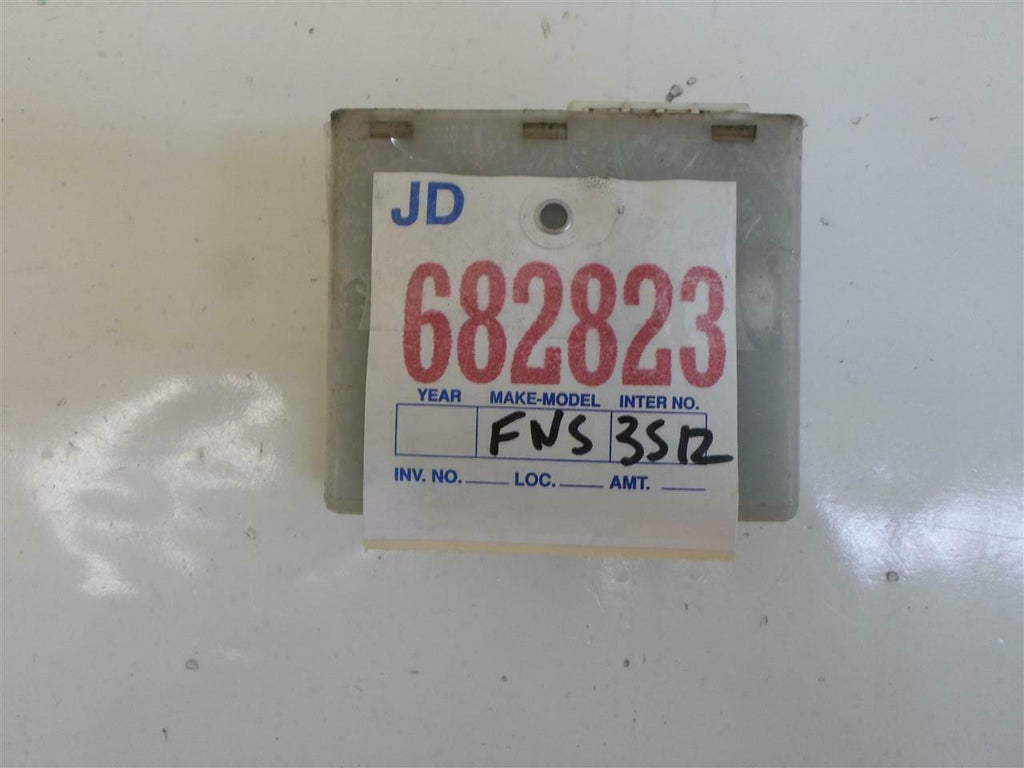 JD
682823
YEAR MAKE-MODEL INTER NO.
FNS 3512
INV. NO. LOC. AMT.